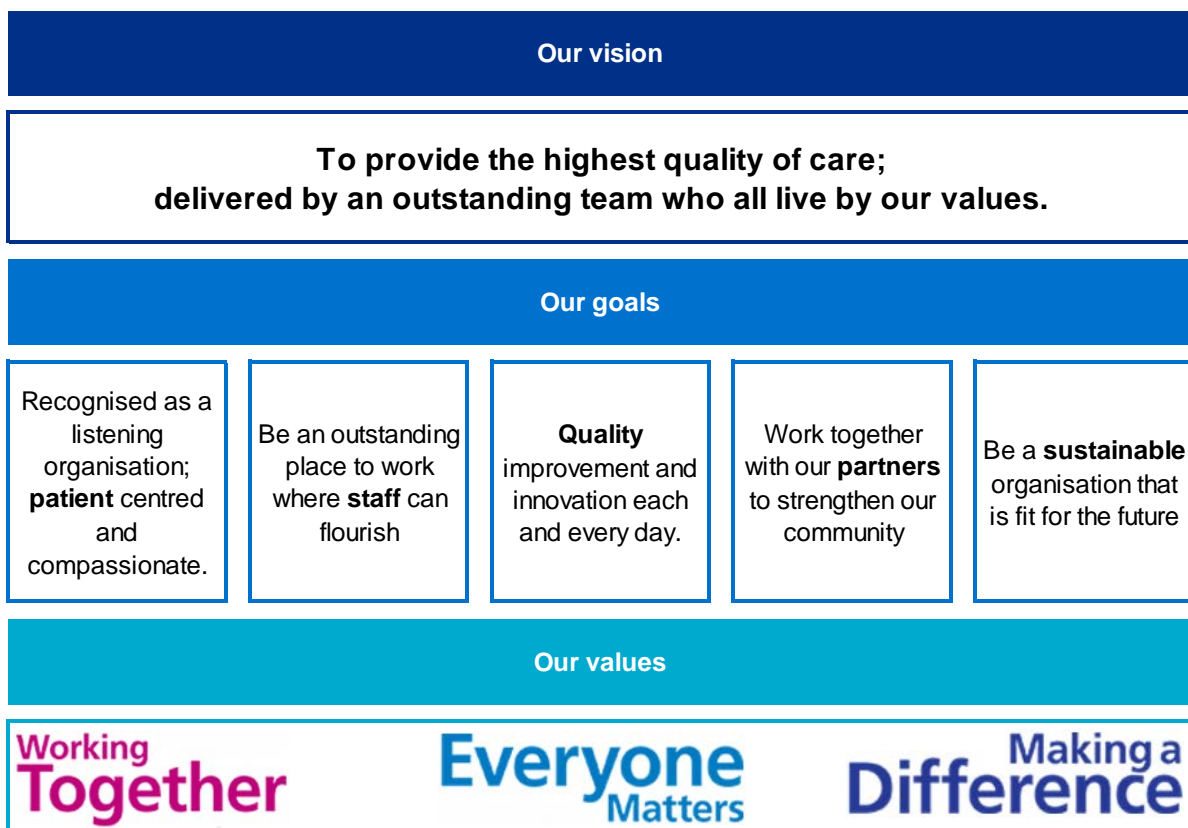 Our vision
To provide the highest quality of care;
delivered by an outstanding team who all live by our values.
Our goals
Recognised as a
listening
organisation;
patient centred
and
compassionate.
Be an outstanding
place to work
where staff can
flourish
Quality
improvement and
innovation each
and every day.
Work together
with our partners
to strengthen our
community
Be a sustainable
organisation that
is fit for the future
Our values
Working
Together
Everyone
Matters
Making a
Difference